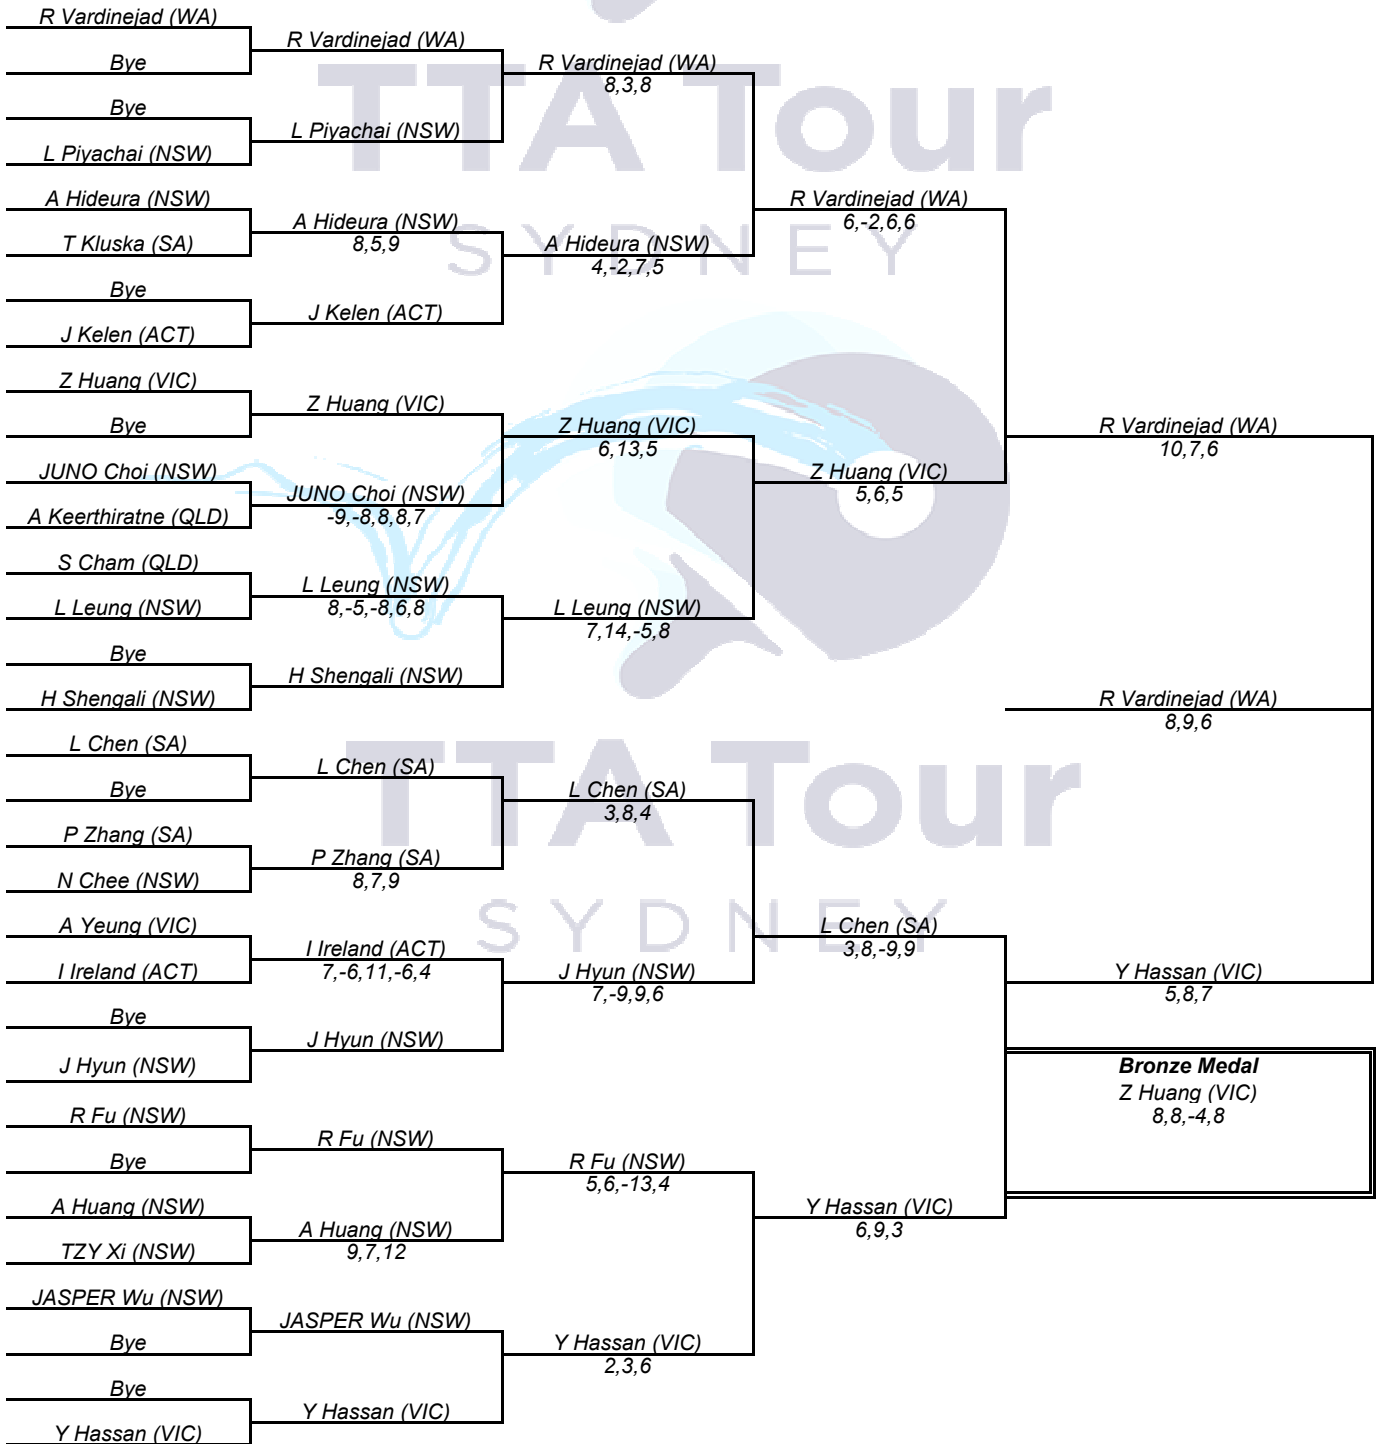 R Vardinejad (WA)
Bye
Bye
L Piyachai (NSW)
A Hideura (NSW)
T Kluska (SA)
Bye
J Kelen (ACT)
Z Huang (VIC)
Bye
JUNO Choi (NSW)
A Keerthiratne (QLD)
S Cham (QLD)
L Leung (NSW)
Bye
H Shengali (NSW)
L Chen (SA)
Bye
P Zhang (SA)
N Chee (NSW)
A Yeung (VIC)
I Ireland (ACT)
Bye
J Hyun (NSW)
R Fu (NSW)
Bye
A Huang (NSW)
TZY Xi (NSW)
JASPER Wu (NSW)
Bye
Bye
Y Hassan (VIC)
R Vardinejad (WA)
L Piyachai (NSW)
A Hideura (NSW)
8,5,9
J Kelen (ACT)
Z Huang (VIC)
JUNO Choi (NSW)
-9,-8,8,8,7
L Leung (NSW)
8,-5,-8,6,8
H Shengali (NSW)
L Chen (SA)
P Zhang (SA)
8,7,9
I Ireland (ACT)
7,-6,11,-6,4
J Hyun (NSW)
R Fu (NSW)
A Huang (NSW)
9,7,12
JASPER Wu (NSW)
Y Hassan (VIC)
R Vardinejad (WA)
8,3,8
A Hideura (NSW)
4,-2,7,5
Z Huang (VIC)
6,13,5
L Leung (NSW)
7,14,-5,8
L Chen (SA)
3,8,4
J Hyun (NSW)
7,-9,9,6
R Fu (NSW)
5,6,-13,4
Y Hassan (VIC)
2,3,6
R Vardinejad (WA)
6,-2,6,6
Z Huang (VIC)
5,6,5
L Chen (SA)
3,8,-9,9
Y Hassan (VIC)
6,9,3
R Vardinejad (WA)
10,7,6
R Vardinejad (WA)
8,9,6
Y Hassan (VIC)
5,8,7
Bronze Medal
Z Huang (VIC)
8,8,-4,8
TTA Tour
SYDNEY
TTA Tour
SYDNEY